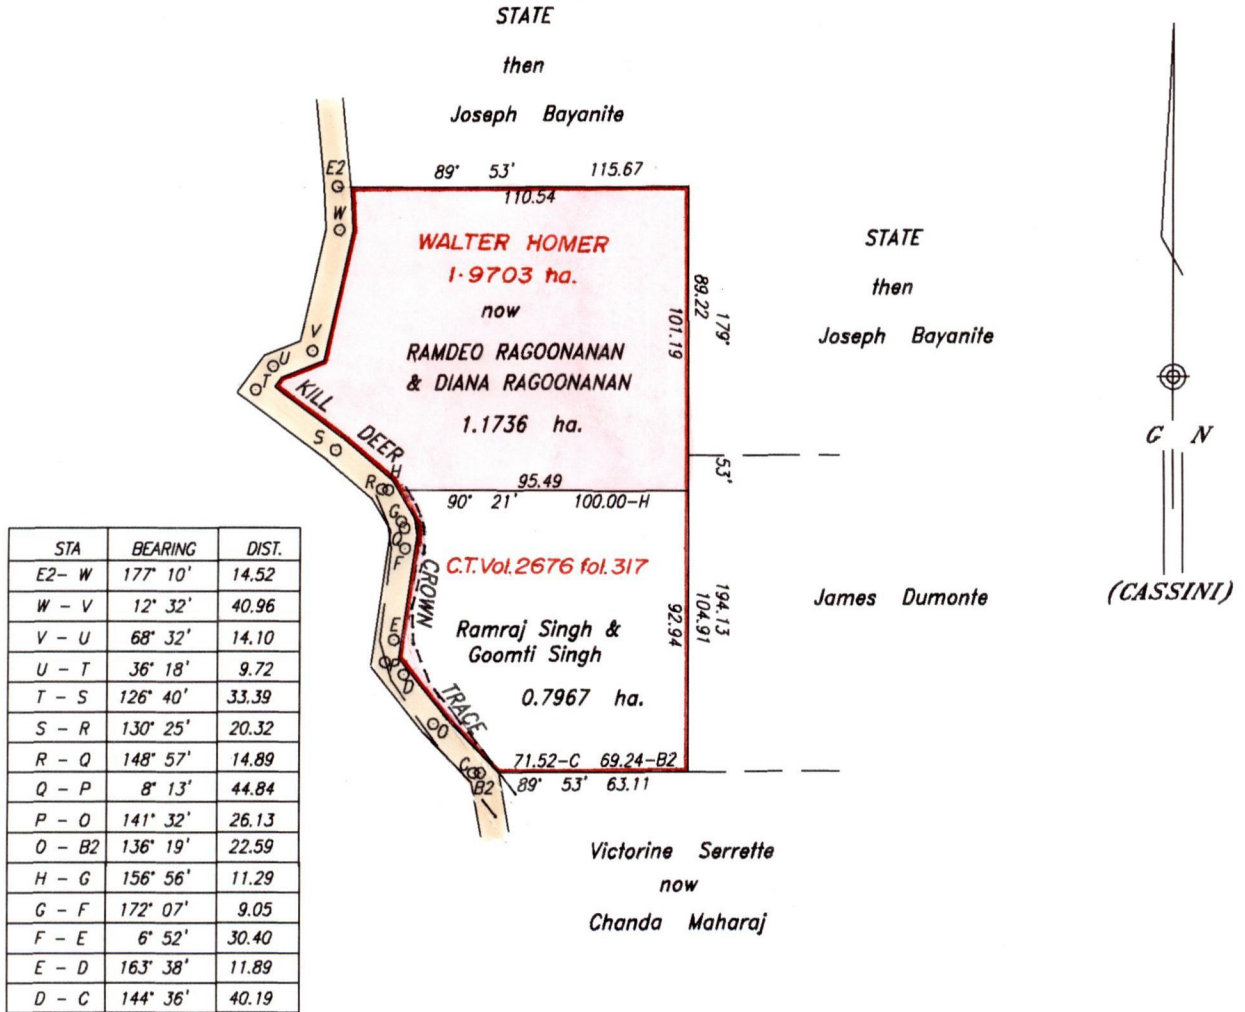 STATE
then
Joseph Bayanite
E2
89° 53' 115.67
110.54
W
WALTER HOMER
1.9703 ha.
now
RAMDEO RAGOONANAN
& DIANA RAGOONANAN
1.1736 ha.
89.22
179°
101.19
53'
STATE
then
Joseph Bayanite
G N
(CASSINI)
V
U
T
KILL
DEER
S
H
R
95.49
90° 21' 100.00-H
G
Q
F
CROWN
C.T. Vol. 2676 fol. 317
Ramraj Singh &
Goomti Singh
0.7967 ha.
194.13
104.91
92.94
James Dumonte
E
P
D
TRACE
O
C
B2
71.52-C 69.24-B2
89° 53' 63.11
Victorine Serrette
now
Chanda Maharaj
STA BEARING DIST.
E2- W 177° 10' 14.52
W - V 12° 32' 40.96
V - U 68° 32' 14.10
U - T 36° 18' 9.72
T - S 126° 40' 33.39
S - R 130° 25' 20.32
R - Q 148° 57' 14.89
Q - P 8° 13' 44.84
P - O 141° 32' 26.13
O - B2 136° 19' 22.59
H - G 156° 56' 11.29
G - F 172° 07' 9.05
F - E 6° 52' 30.40
E - D 163° 38' 11.89
D - C 144° 36' 40.19